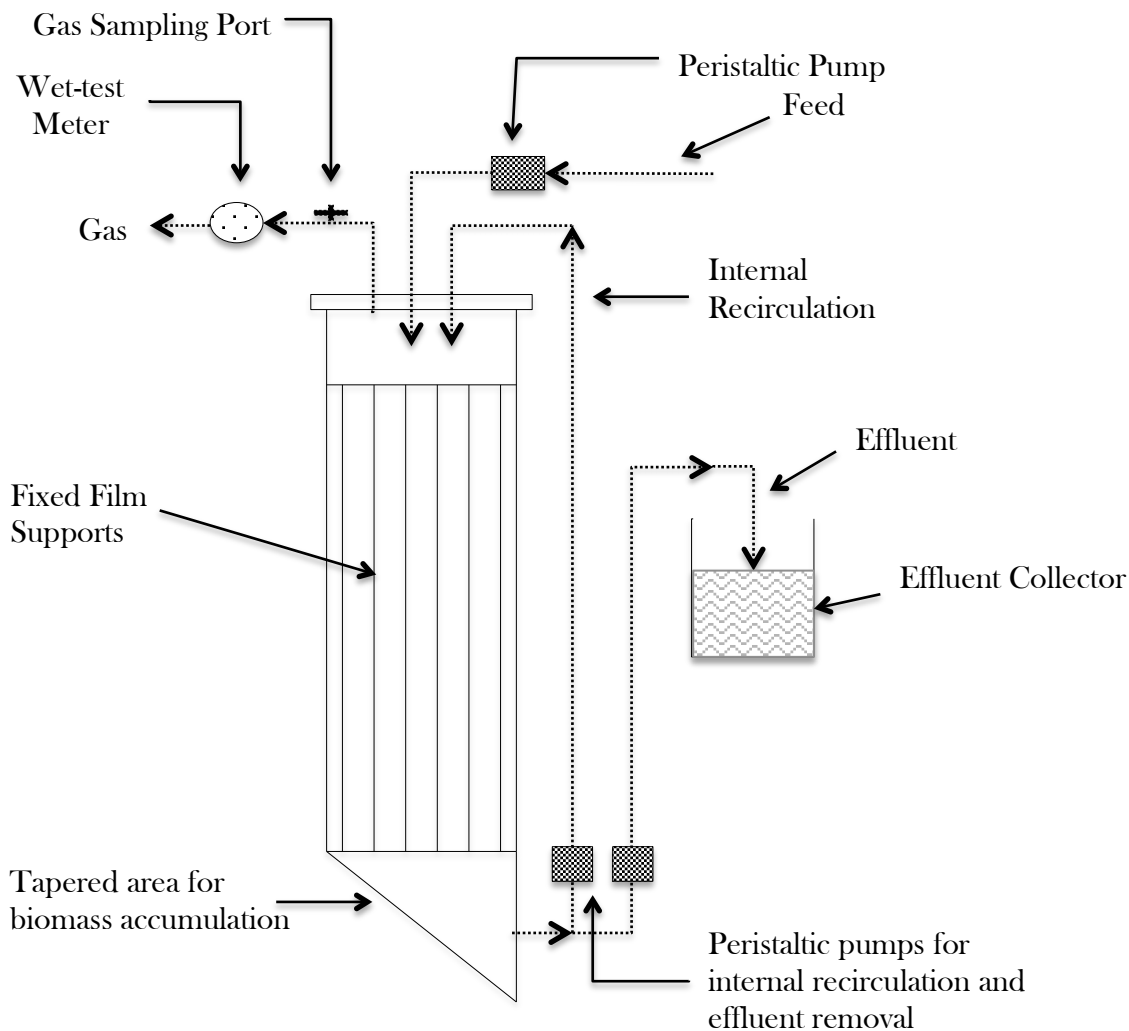 Gas Sampling Port
Wet-test
Meter
Peristaltic Pump
Feed
Gas
Internal
Recirculation
Effluent
Fixed Film
Supports
Effluent Collector
Tapered area for
biomass accumulation
Peristaltic pumps for
internal recirculation and
effluent removal